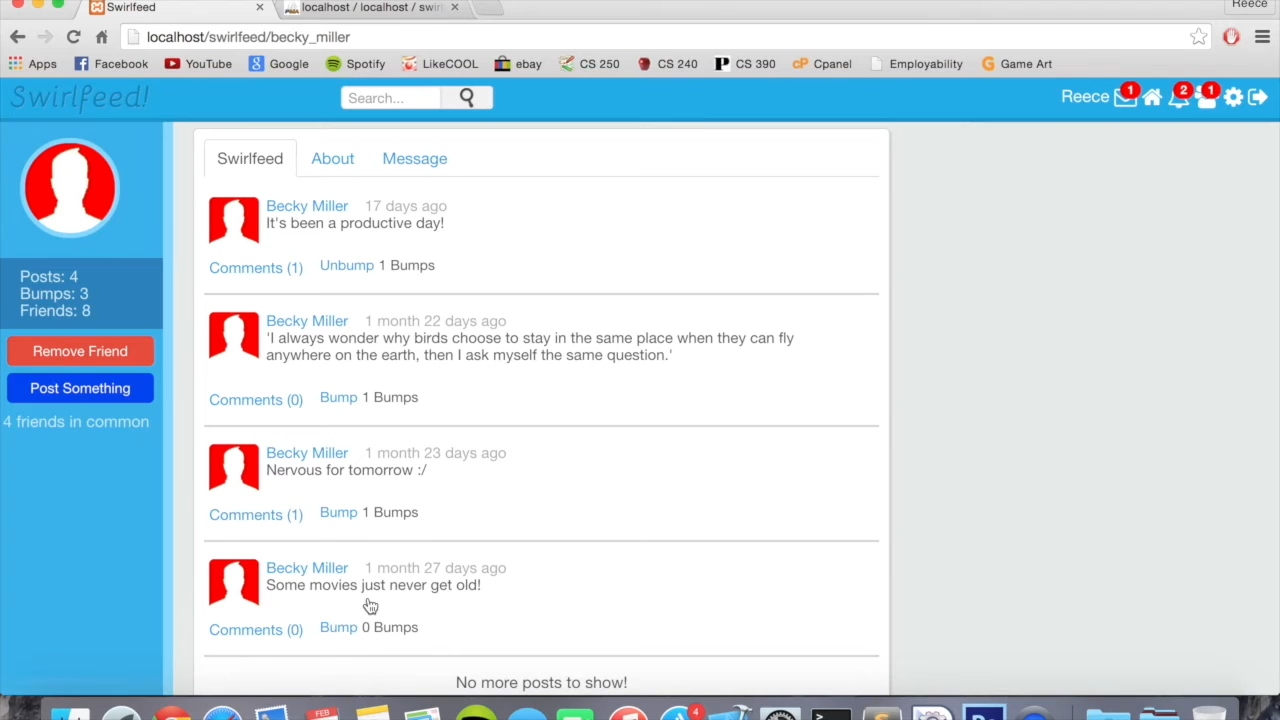 Swirlfeed
localhost / localhost / swirl
Reece
localhost/swirlfeed/becky_miller
Apps Facebook YouTube Google Spotify LikeCOOL ebay CS 250 CS 240 CS 390 Cpanel Employability Game Art
Swirlfeed!
Search...
Reece 1 2 1
Swirlfeed About Message
Becky Miller 17 days ago
It's been a productive day!
Comments (1) Unbump 1 Bumps
Posts: 4
Bumps: 3
Friends: 8
Remove Friend
Post Something
4 friends in common
Becky Miller 1 month 22 days ago
'I always wonder why birds choose to stay in the same place when they can fly
anywhere on the earth, then I ask myself the same question.'
Comments (0) Bump 1 Bumps
Becky Miller 1 month 23 days ago
Nervous for tomorrow :/
Comments (1) Bump 1 Bumps
Becky Miller 1 month 27 days ago
Some movies just never get old!
Comments (0) Bump 0 Bumps
No more posts to show!
FEB
4